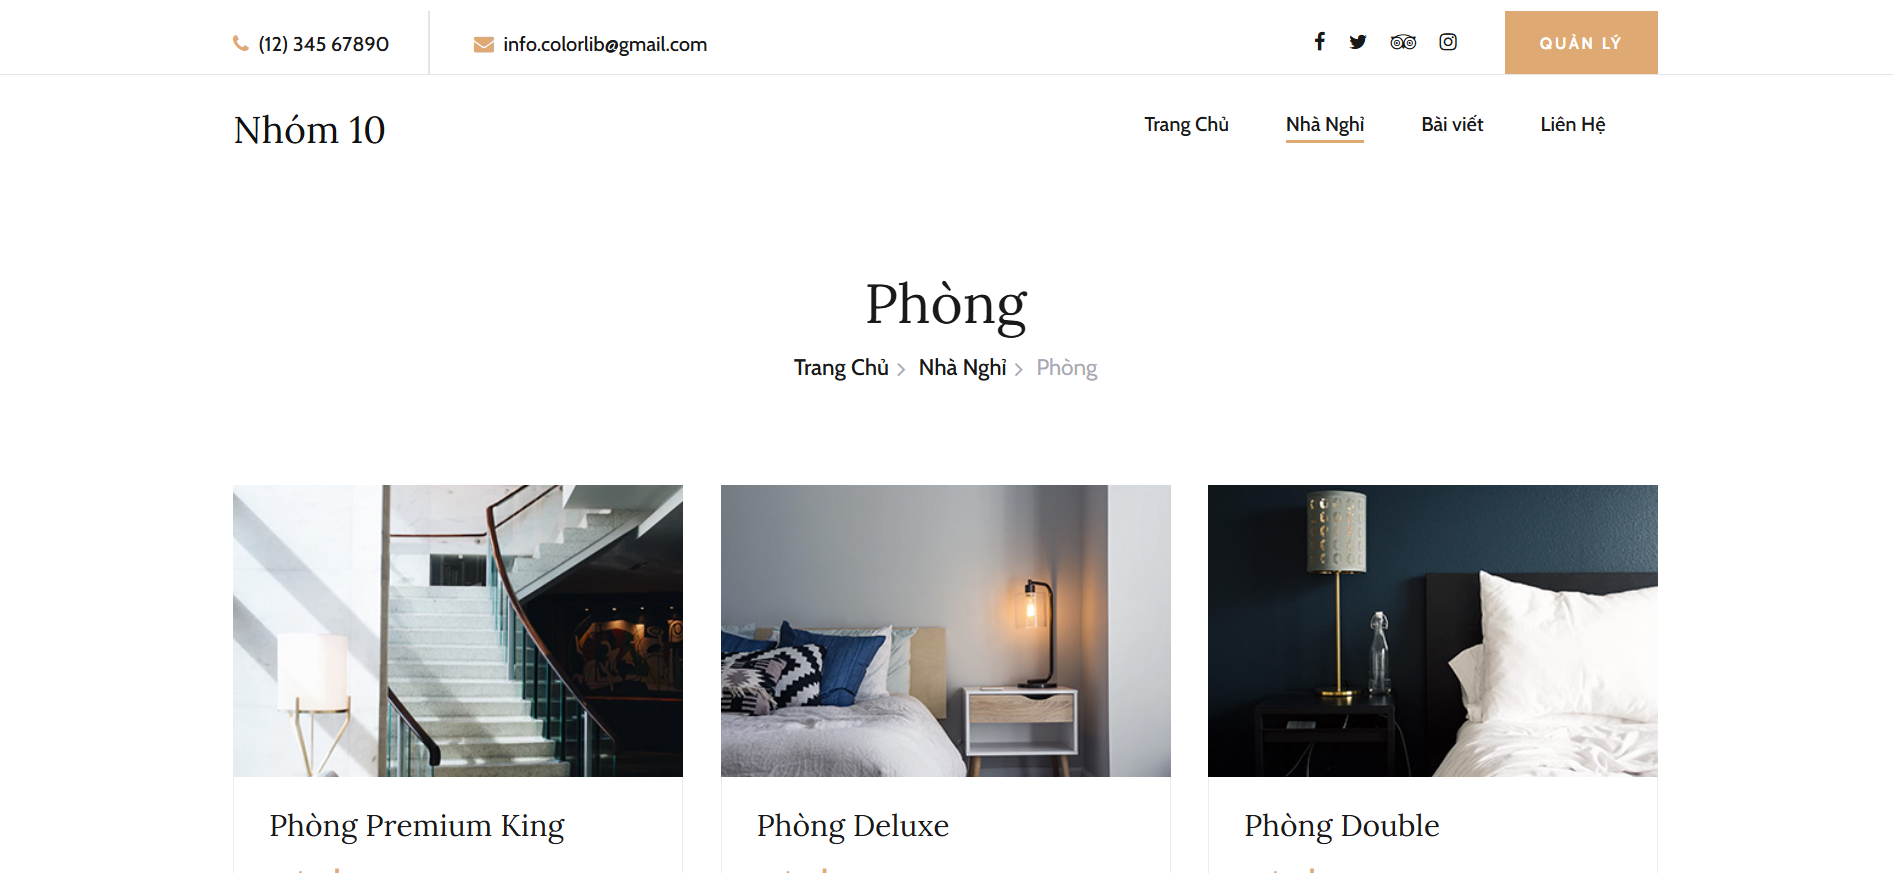 (12) 345 67890
info.colorlib@gmail.com
QUẢN LÝ
Nhóm 10
Trang Chủ
Nhà Nghỉ
Bài viết
Liên Hệ
Phòng
Trang Chủ > Nhà Nghỉ > Phòng
Phòng Premium King
Phòng Deluxe
Phòng Double